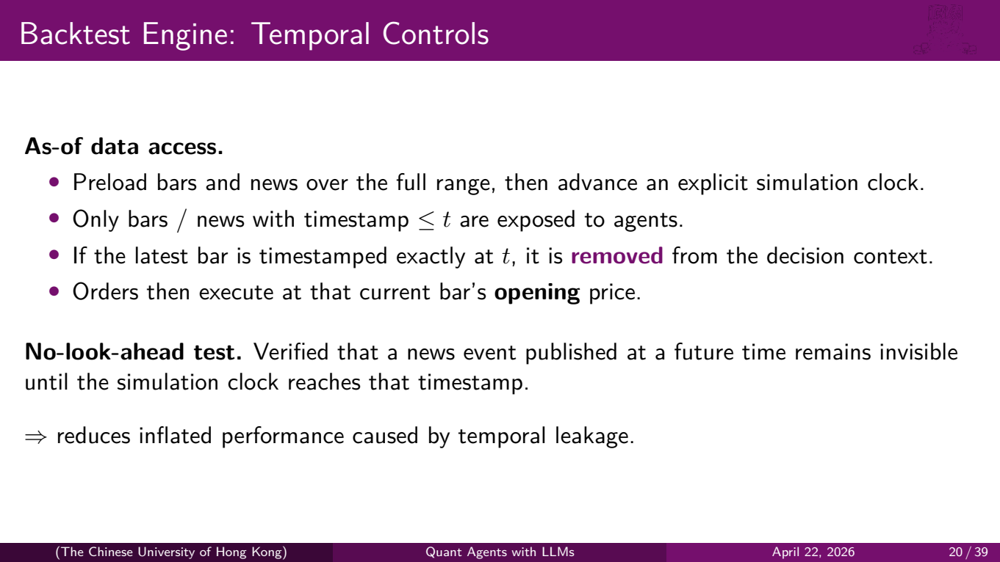 Backtest Engine: Temporal Controls
As-of data access.
• Preload bars and news over the full range, then advance an explicit simulation clock.
• Only bars / news with timestamp ≤ t are exposed to agents.
• If the latest bar is timestamped exactly at t, it is removed from the decision context.
• Orders then execute at that current bar's opening price.
No-look-ahead test. Verified that a news event published at a future time remains invisible
until the simulation clock reaches that timestamp.
⇒ reduces inflated performance caused by temporal leakage.
(The Chinese University of Hong Kong) Quant Agents with LLMs April 22, 2026 20 / 39